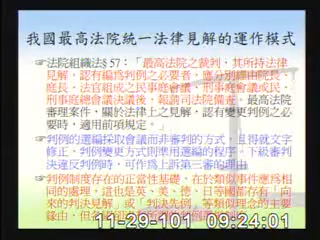 我國最高法院統一法律見解的運作模式
法院組織法§57：「最高法院之裁判，其所持法律
見解，認有編為判例之必要者，應分別經由院長、
庭長、法官組成之民事庭會議、刑事庭會議或民、
刑事庭總會議決議後，報請司法院備查。最高法院
審理案件，關於法律上之見解，認有變更判例之必
要時，適用前項規定。」
判例的選編採取會議而非審判的方式，且得就文字
修正，判例變更方式則準用選編的程序。下級審判
決違反判例時，可作為上訴第三審的理由
判例制度存在的正當性基礎，在於類似事件應為相
同的處理，這也是英、美、德、日等國都存有「向
來的判決見解」或「判決先例」等類似理念的主要
緣由，但
11-29-101 09:24:01